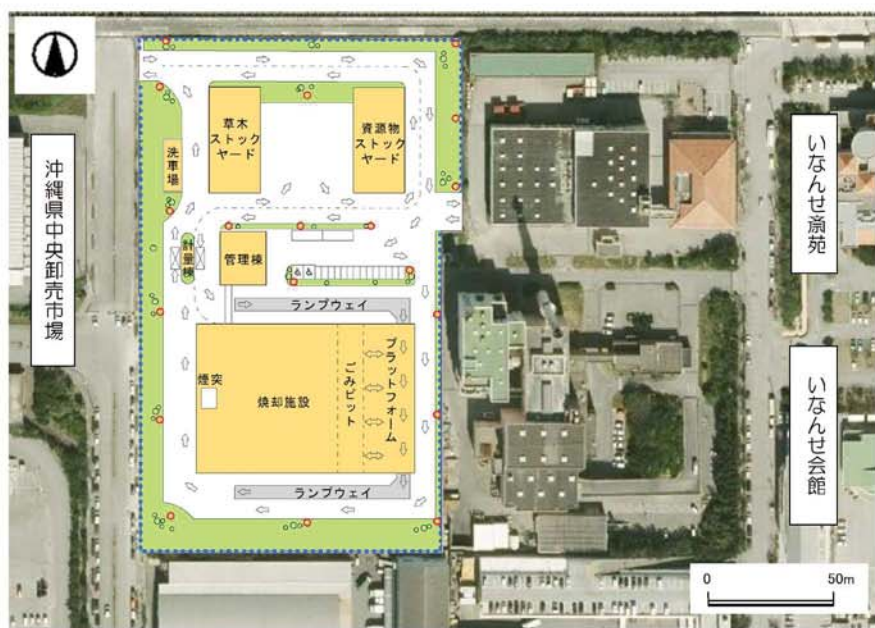 草木
ストック
ヤード
資源物
ストック
ヤード
洗車場
沖縄県中央卸売市場
計量棟
管理棟
ランプウェイ
煙突
焼却施設
ごみピット
プラットフォーム
ランプウェイ
いなんせ斎苑
いなんせ会館
0 50m